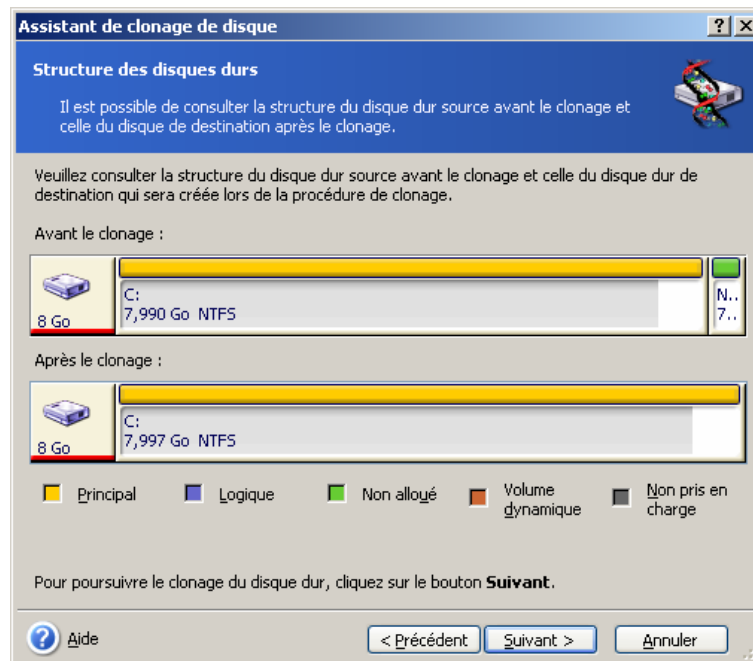 Assistant de clonage de disque
Structure des disques durs
Il est possible de consulter la structure du disque dur source avant le clonage et
celle du disque de destination après le clonage.
Veuillez consulter la structure du disque dur source avant le clonage et celle du disque dur de
destination qui sera créée lors de la procédure de clonage.
Avant le clonage :
8 Go
C:
7,990 Go NTFS
N..
7..
Après le clonage :
8 Go
C:
7,997 Go NTFS
Principal
Logique
Non alloué
Volume
dynamique
Non pris en
charge
Pour poursuivre le clonage du disque dur, cliquez sur le bouton Suivant.
Aide
< Précédent
Suivant >
Annuler